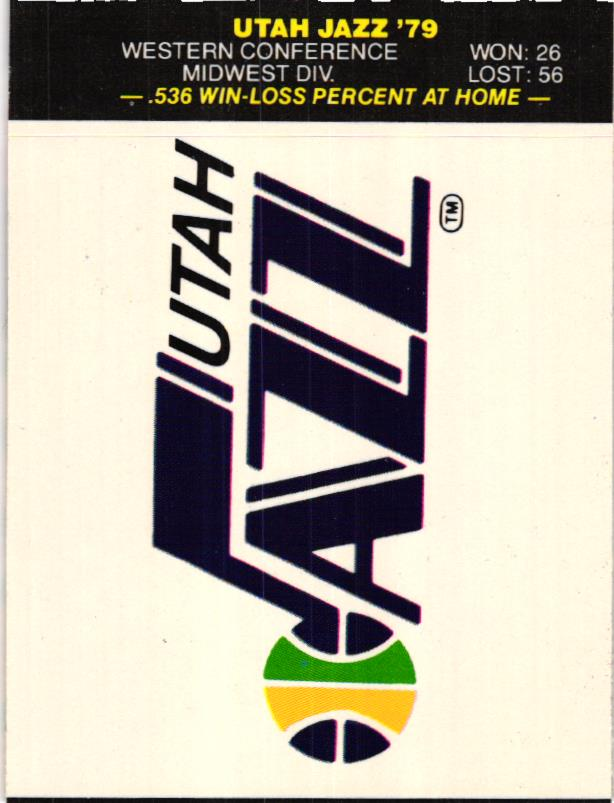 UTAH JAZZ '79
WESTERN CONFERENCE WON: 26
MIDWEST DIV. LOST: 56
— .536 WIN-LOSS PERCENT AT HOME —
UTAH
JAZZ
TM